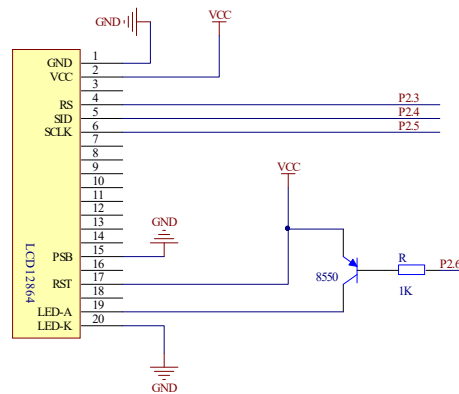 GND
VCC
GND 1
VCC 2
3
RS 4 P2.3
SID 5 P2.4
SCLK 6 P2.5
7
8
9
10
11
12
13
14
PSB 15
16
RST 17
18
LED-A 19
LED-K 20
LCD12864
GND
VCC
8550
R
1K
P2.6
GND